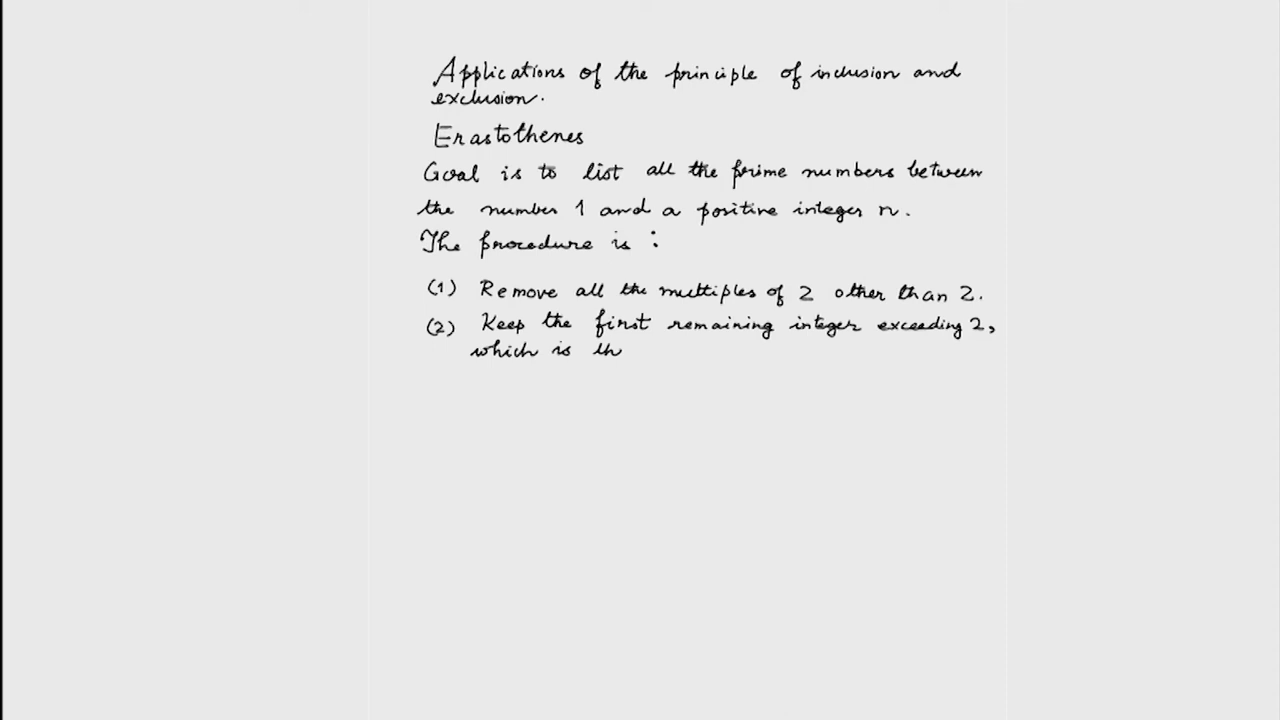 Applications of the principle of inclusion and
exclusion.
Erastothenes
Goal is to list all the prime numbers between
the number 1 and a positive integer n.
The procedure is :
(1) Remove all the multiples of 2 other than 2.
(2) Keep the first remaining integer exceeding 2,
which is th